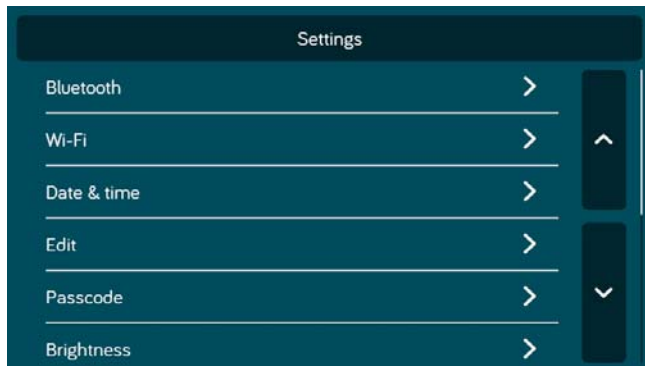 Settings
Bluetooth
Wi-Fi
Date & time
Edit
Passcode
Brightness